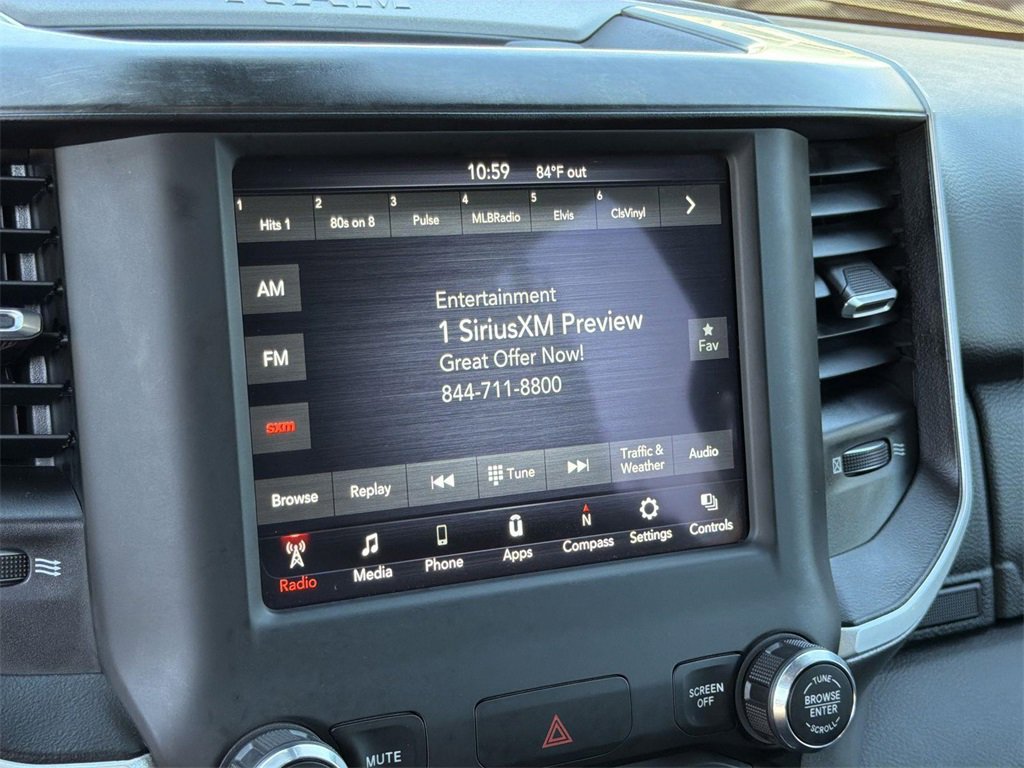 RAM
10:59 84°F out
1 Hits 1 2 80s on 8 3 Pulse 4 MLBRadio 5 Elvis 6 ClsVinyl
AM
Entertainment
1 SiriusXM Preview
Great Offer Now!
844-711-8800
Fav
FM
sxm
Browse Replay Tune Traffic & Weather Audio
Radio Media Phone Apps N Compass Settings Controls
MUTE
SCREEN
OFF
TUNE
BROWSE
ENTER
SCROLL